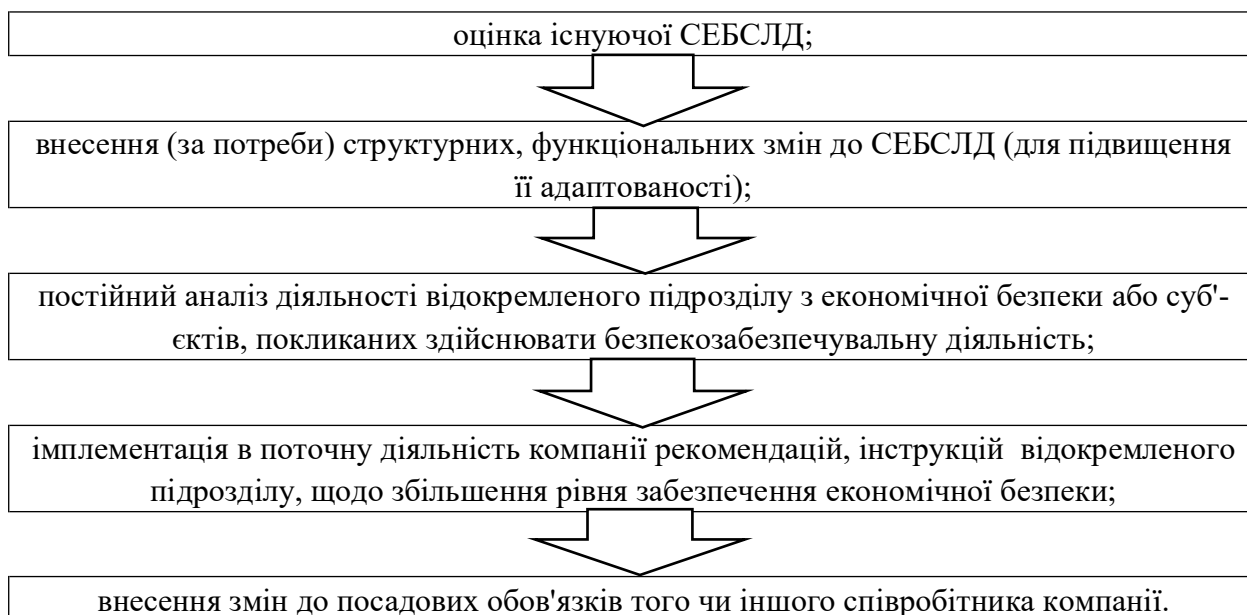 оцінка існуючої СЕБСЛД;
внесення (за потреби) структурних, функціональних змін до СЕБСЛД (для підвищення
її адаптованості);
постійний аналіз діяльності відокремленого підрозділу з економічної безпеки або суб'-
єктів, покликаних здійснювати безпекозабезпечувальну діяльність;
імплементація в поточну діяльність компанії рекомендацій, інструкцій відокремленого
підрозділу, щодо збільшення рівня забезпечення економічної безпеки;
внесення змін до посадових обов'язків того чи іншого співробітника компанії.